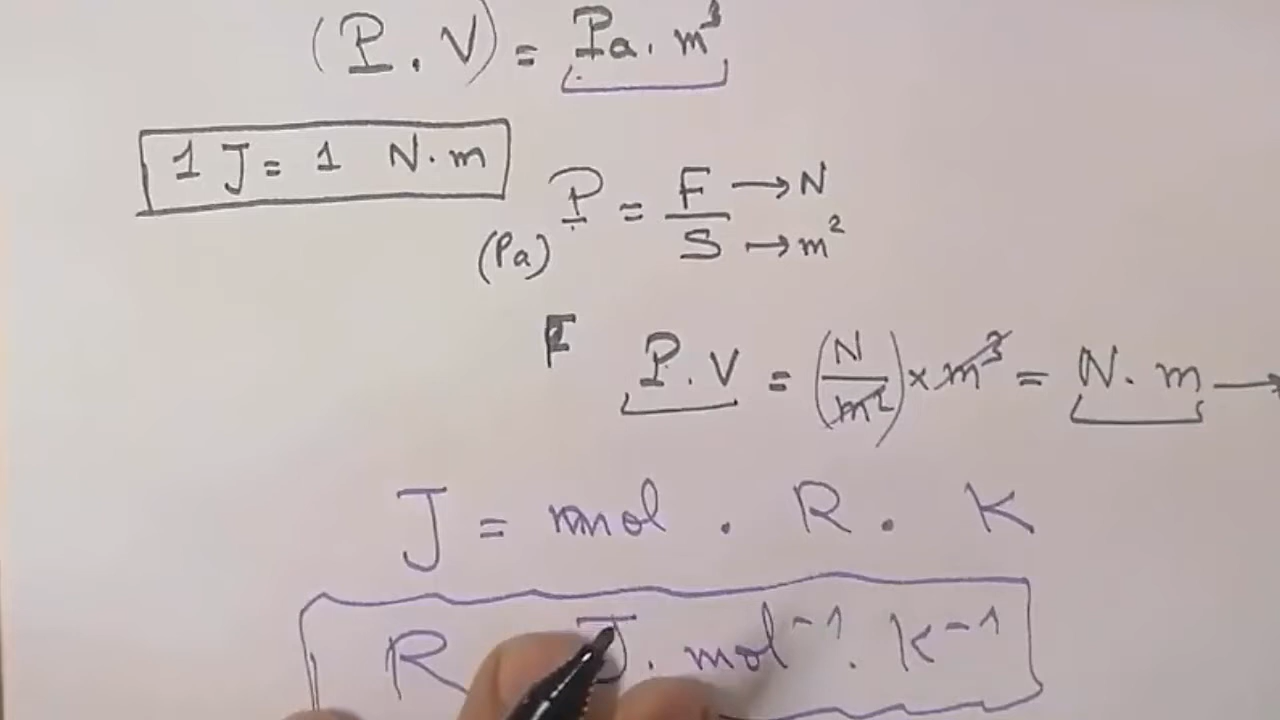 (P . V) = Pa . m³
1 J = 1 N . m
P = F/S → N → m²
(Pa)
P . V = (N/m²) × m³ = N . m →
J = mol . R . K
R J . mol⁻¹ . K⁻¹